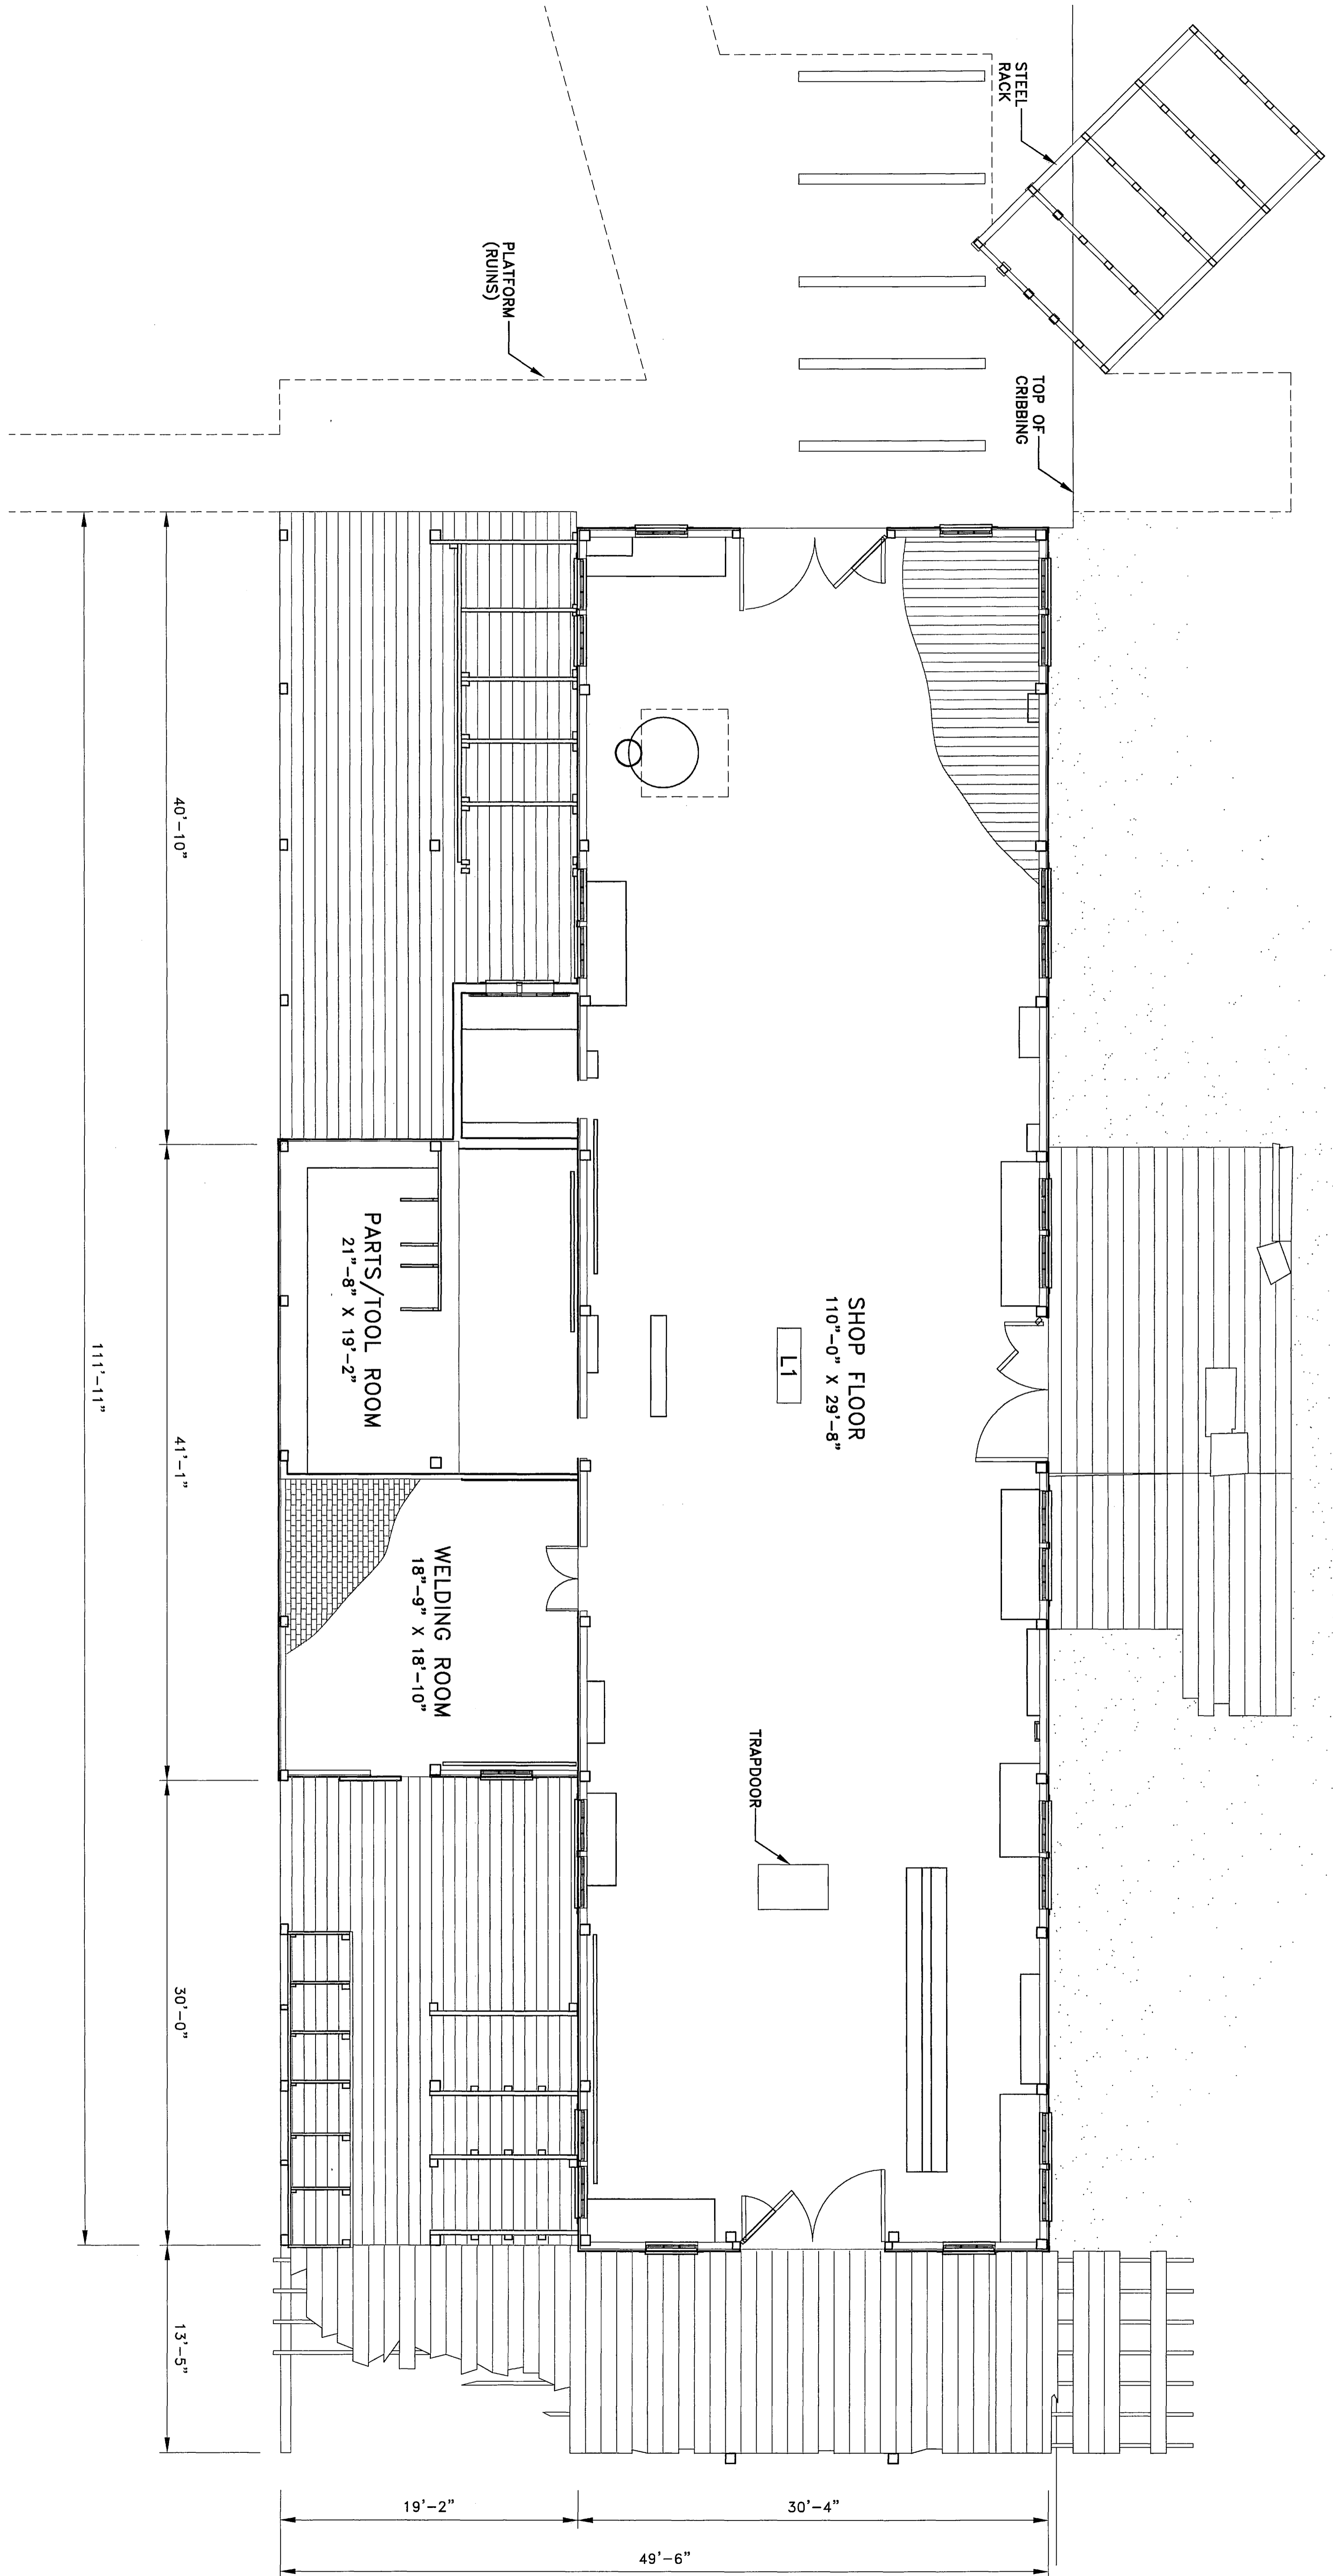 STEEL
RACK
PLATFORM
(RUINS)
TOP OF
CRIBBING
40'-10"
PARTS/TOOL ROOM
21"-8" X 19'-2"
SHOP FLOOR
110"-0" X 29'-8"
L1
111'-11"
41'-1"
WELDING ROOM
18"-9" X 18'-10"
TRAPDOOR
30'-0"
13'-5"
19'-2"
30'-4"
49'-6"